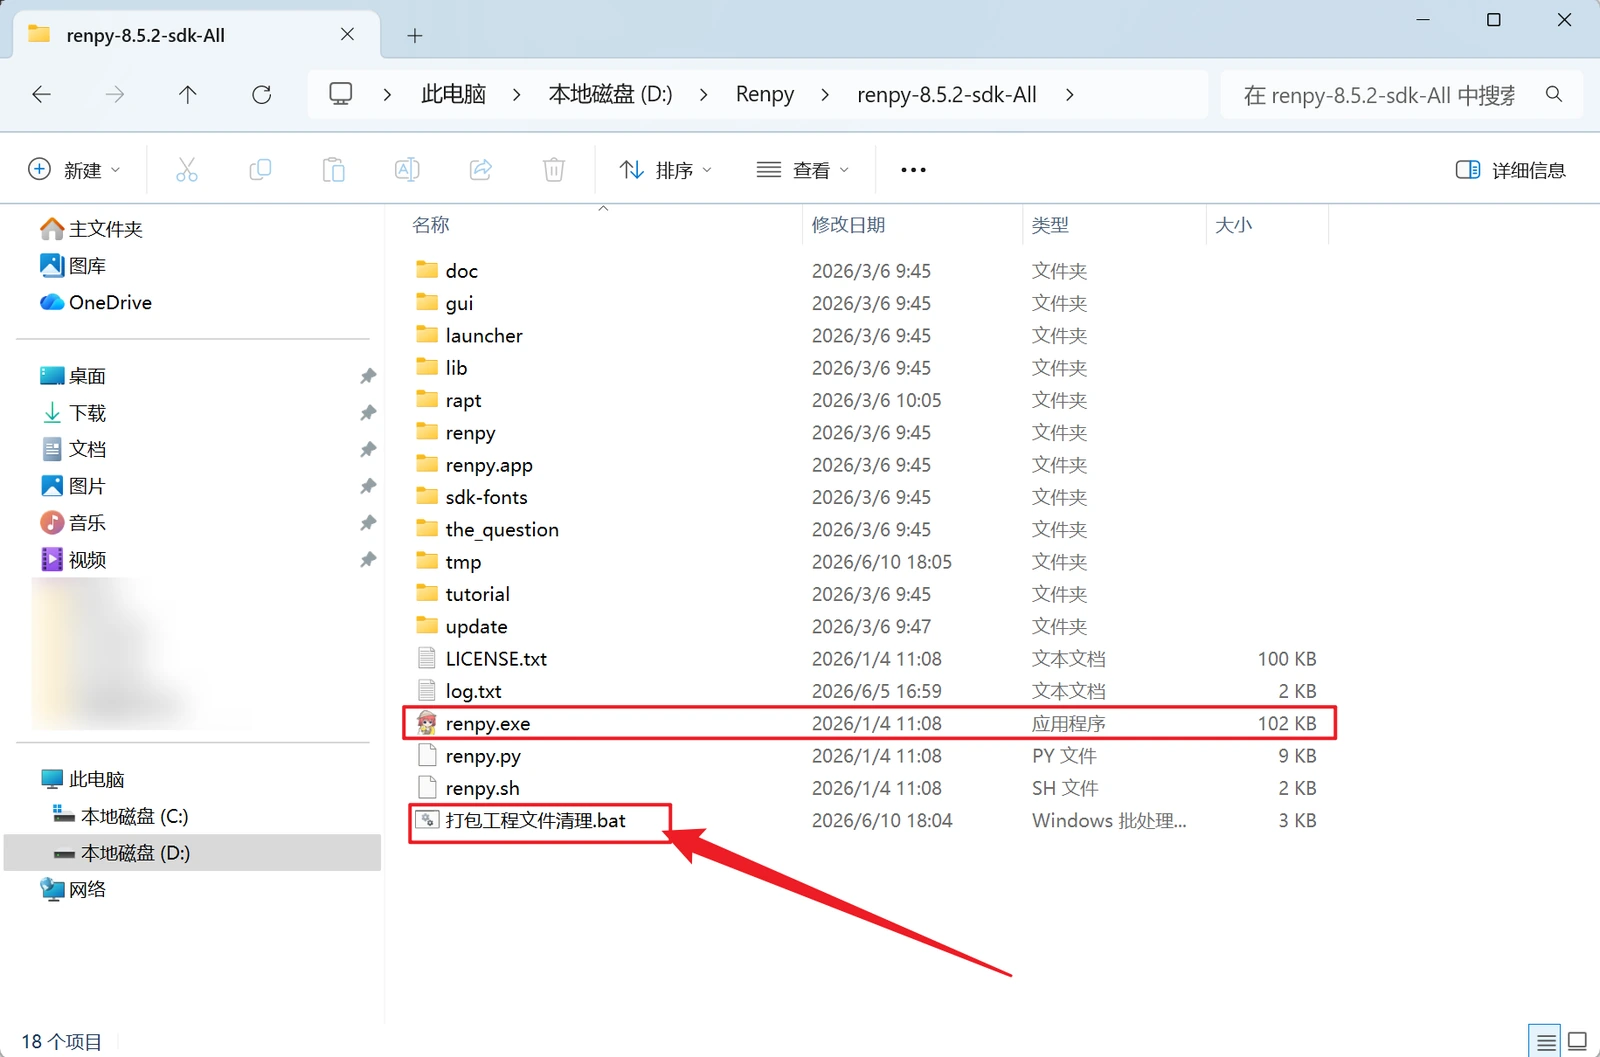 renpy-8.5.2-sdk-All
此电脑 本地磁盘 (D:) Renpy renpy-8.5.2-sdk-All
在 renpy-8.5.2-sdk-All 中搜索
新建 排序 查看 详细信息
主文件夹
图库
OneDrive
桌面
下载
文档
图片
音乐
视频
此电脑
本地磁盘 (C:)
本地磁盘 (D:)
网络
名称 修改日期 类型 大小
doc 2026/3/6 9:45 文件夹
gui 2026/3/6 9:45 文件夹
launcher 2026/3/6 9:45 文件夹
lib 2026/3/6 9:45 文件夹
rapt 2026/3/6 10:05 文件夹
renpy 2026/3/6 9:45 文件夹
renpy.app 2026/3/6 9:45 文件夹
sdk-fonts 2026/3/6 9:45 文件夹
the_question 2026/3/6 9:45 文件夹
tmp 2026/6/10 18:05 文件夹
tutorial 2026/3/6 9:45 文件夹
update 2026/3/6 9:47 文件夹
LICENSE.txt 2026/1/4 11:08 文本文档 100 KB
log.txt 2026/6/5 16:59 文本文档 2 KB
renpy.exe 2026/1/4 11:08 应用程序 102 KB
renpy.py 2026/1/4 11:08 PY 文件 9 KB
renpy.sh 2026/1/4 11:08 SH 文件 2 KB
打包工程文件清理.bat 2026/6/10 18:04 Windows 批处理... 3 KB
18 个项目